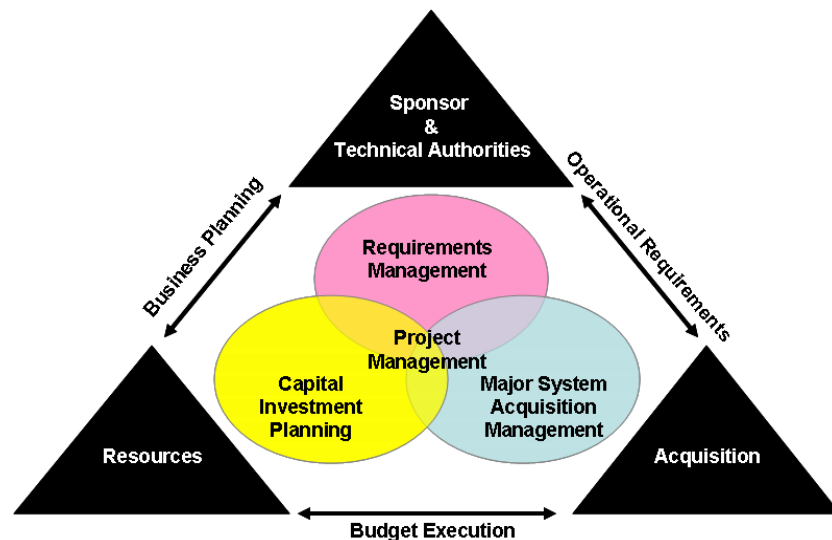 Sponsor
&
Technical Authorities
Business Planning
Operational Requirements
Requirements
Management
Project
Management
Capital
Investment
Planning
Major System
Acquisition
Management
Resources
Acquisition
Budget Execution